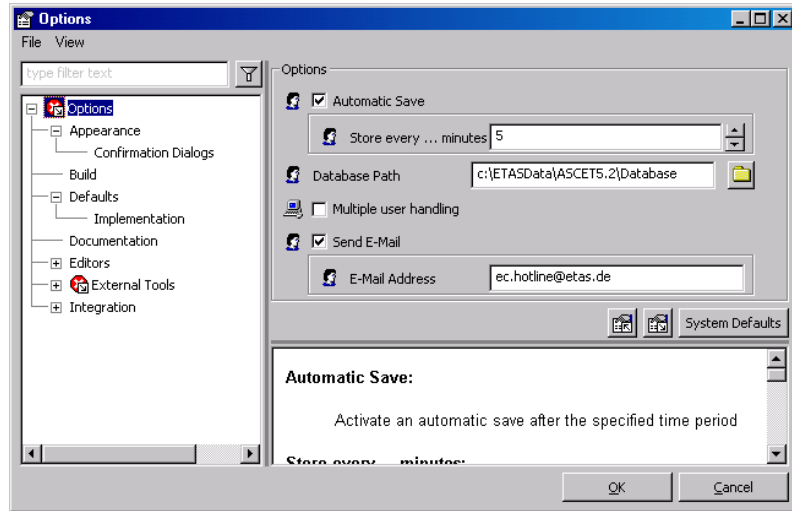 Options
File View
type filter text
Options
Appearance
Confirmation Dialogs
Build
Defaults
Implementation
Documentation
Editors
External Tools
Integration
Options
Automatic Save
Store every ... minutes 5
Database Path c:\ETASData\ASCET5.2\Database
Multiple user handling
Send E-Mail
E-Mail Address ec.hotline@etas.de
System Defaults
Automatic Save:
Activate an automatic save after the specified time period
Store every ... minutes:
OK Cancel